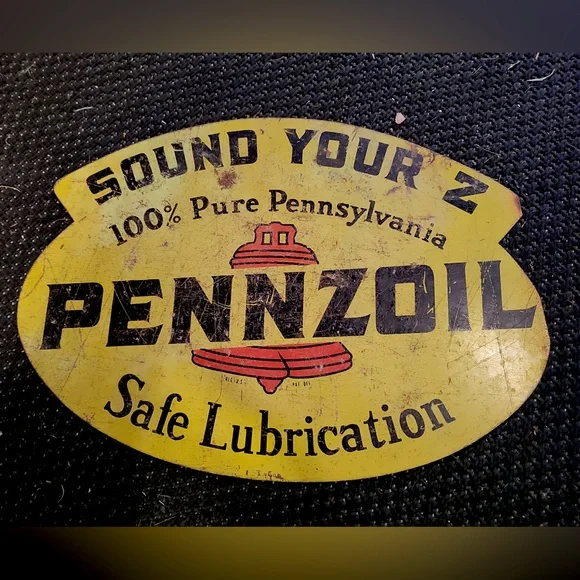 SOUND YOUR Z
100% Pure Pennsylvania
PENNZOIL
Safe Lubrication